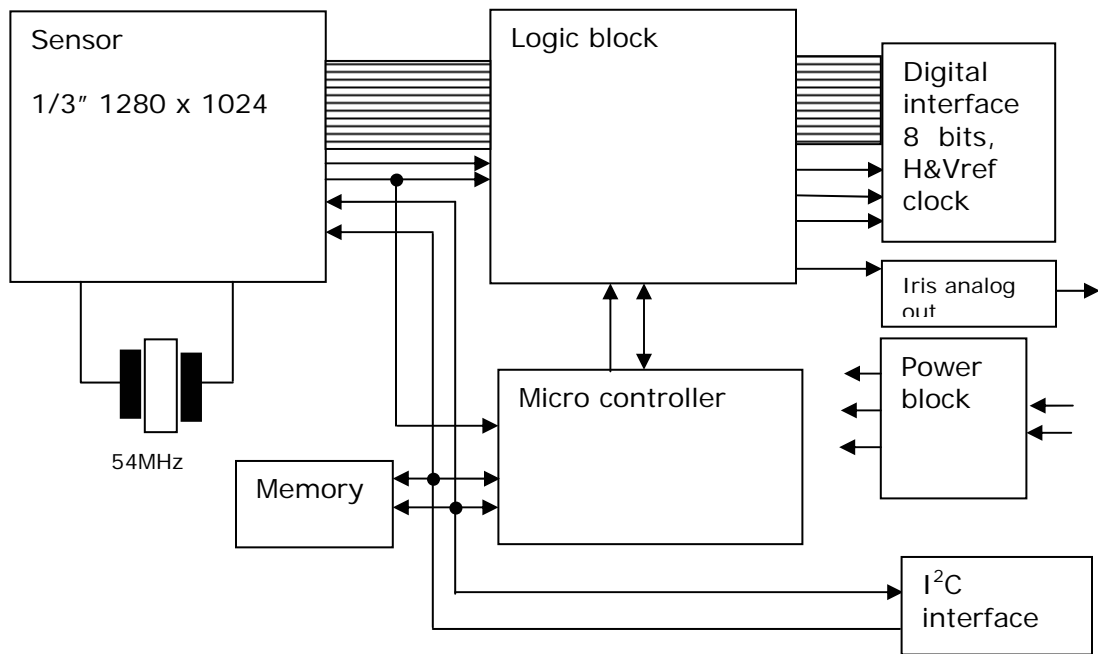 Sensor
1/3" 1280 x 1024
Logic block
Digital
interface
8 bits,
H&Vref
clock
Iris analog
out
Power
block
Micro controller
54MHz
Memory
I²C
interface